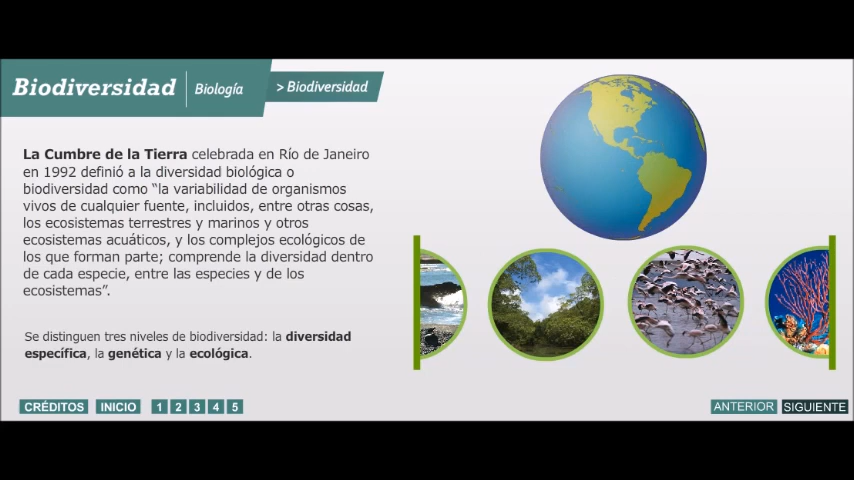 Biodiversidad
Biología
> Biodiversidad
La Cumbre de la Tierra celebrada en Río de Janeiro
en 1992 definió a la diversidad biológica o
biodiversidad como “la variabilidad de organismos
vivos de cualquier fuente, incluidos, entre otras cosas,
los ecosistemas terrestres y marinos y otros
ecosistemas acuáticos, y los complejos ecológicos de
los que forman parte; comprende la diversidad dentro
de cada especie, entre las especies y de los
ecosistemas”.
Se distinguen tres niveles de biodiversidad: la diversidad
específica, la genética y la ecológica.
CRÉDITOS INICIO 1 2 3 4 5 ANTERIOR SIGUIENTE